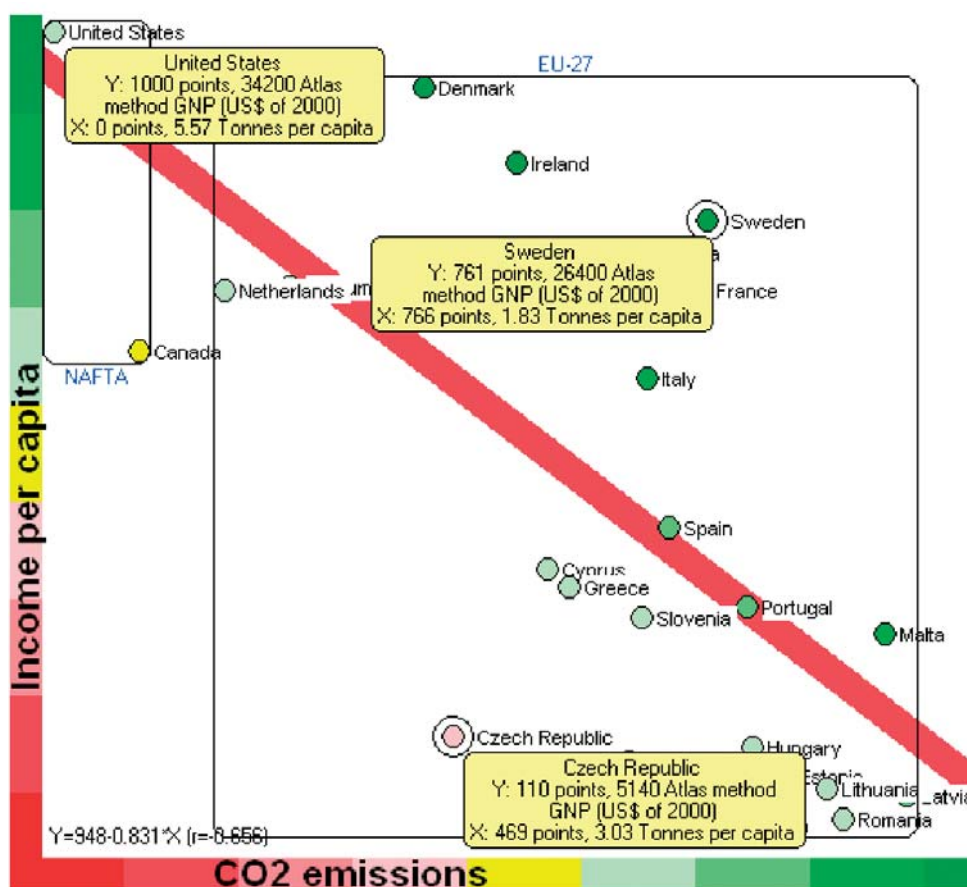 United States
United States
Y: 1000 points, 34200 Atlas
method GNP (US$ of 2000)
X: 0 points, 5.57 Tonnes per capita
EU-27
Denmark
Ireland
Sweden
Sweden
Y: 761 points, 26400 Atlas
method GNP (US$ of 2000)
X: 766 points, 1.83 Tonnes per capita
Netherlands
France
Canada
NAFTA
Italy
Income per capita
Spain
Cyprus
Greece
Slovenia
Portugal
Malta
Czech Republic
Hungary
Czech Republic
Y: 110 points, 5140 Atlas method
GNP (US$ of 2000)
X: 469 points, 3.03 Tonnes per capita
Estonia
Lithuania
Romania
Y=948-0.831*X (r=-0.656)
CO2 emissions